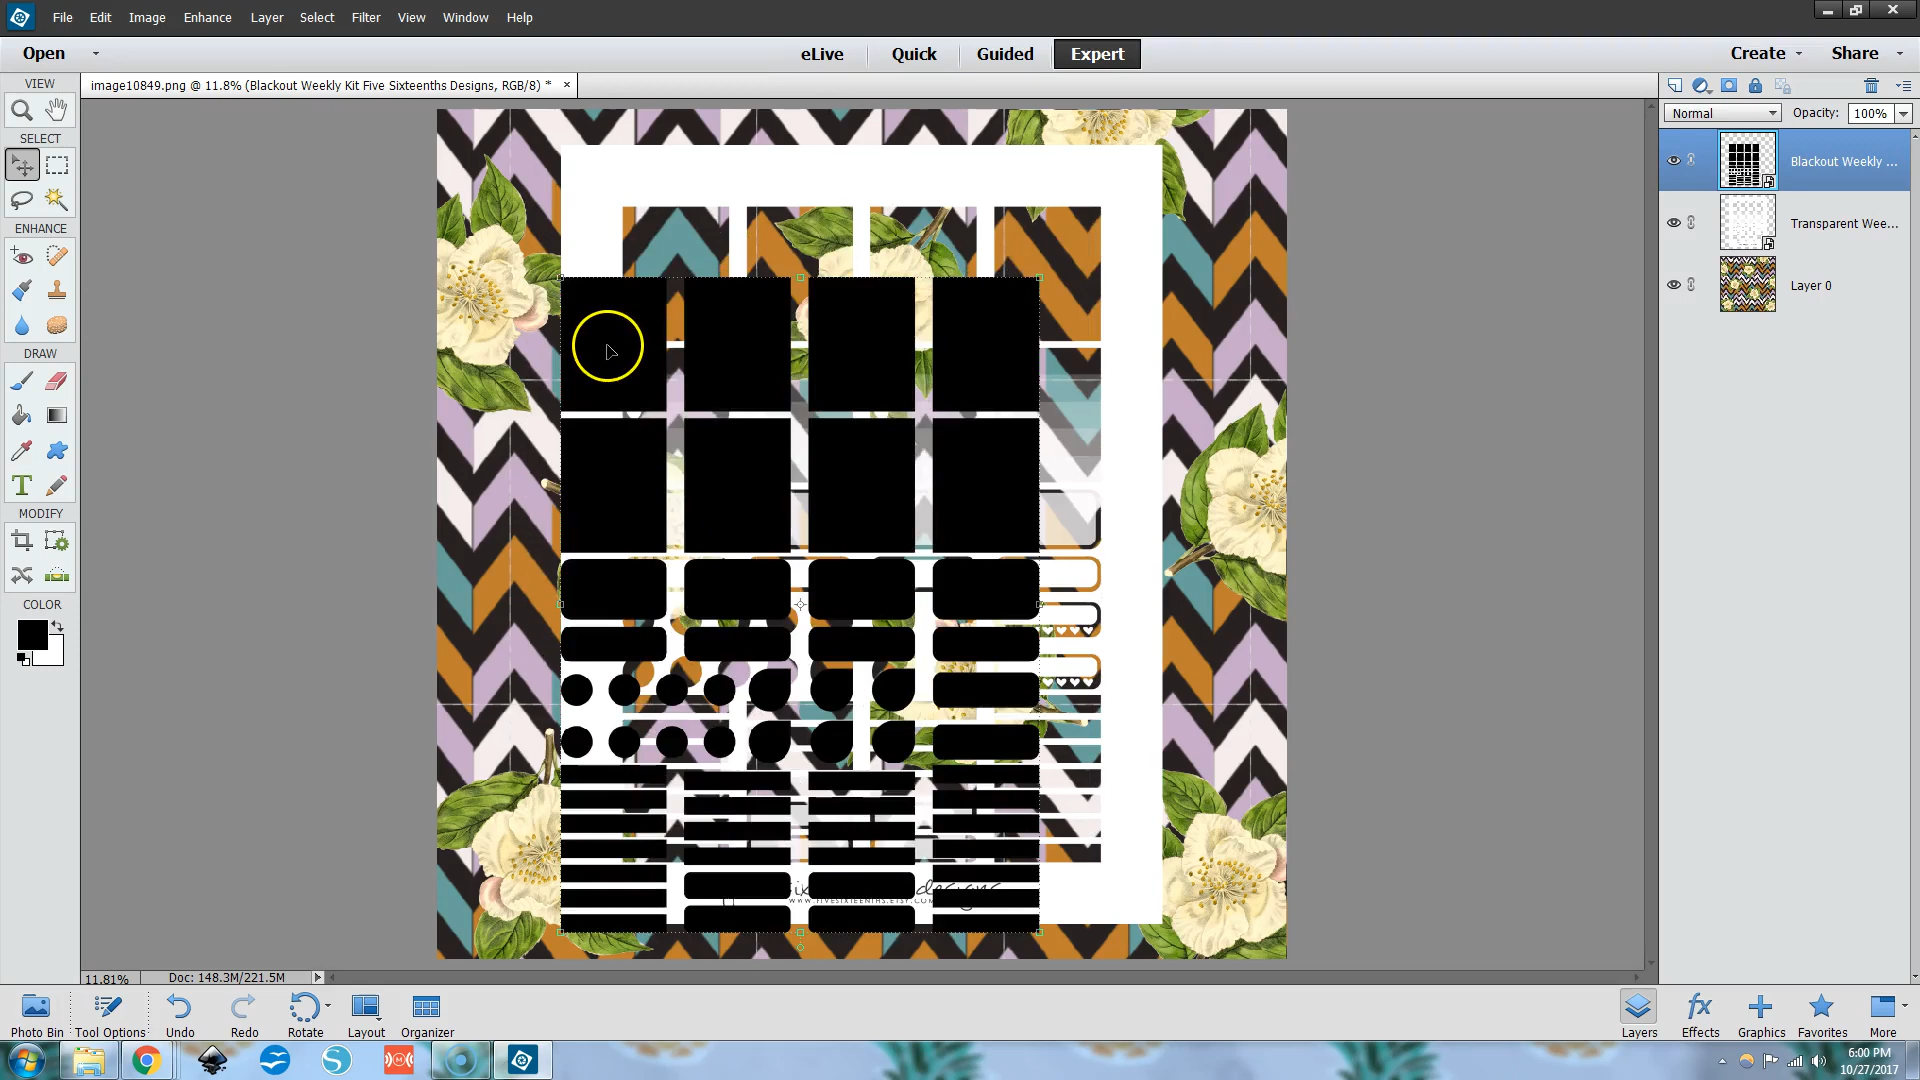 File Edit Image Enhance Layer Select Filter View Window Help
Open eLive Quick Guided Expert Create Share
VIEW image10849.png @ 11.8% (Blackout Weekly Kit Five Sixteenths Designs, RGB/8) * ×
Normal Opacity: 100%
SELECT
Blackout Weekly ...
Transparent Wee...
ENHANCE
Layer 0
DRAW
T
MODIFY
COLOR
designs
11.81% Doc: 148.3M/221.5M
Photo Bin Tool Options Undo Redo Rotate Layout Organizer Layers Effects Graphics Favorites More
6:00 PM
10/27/2017